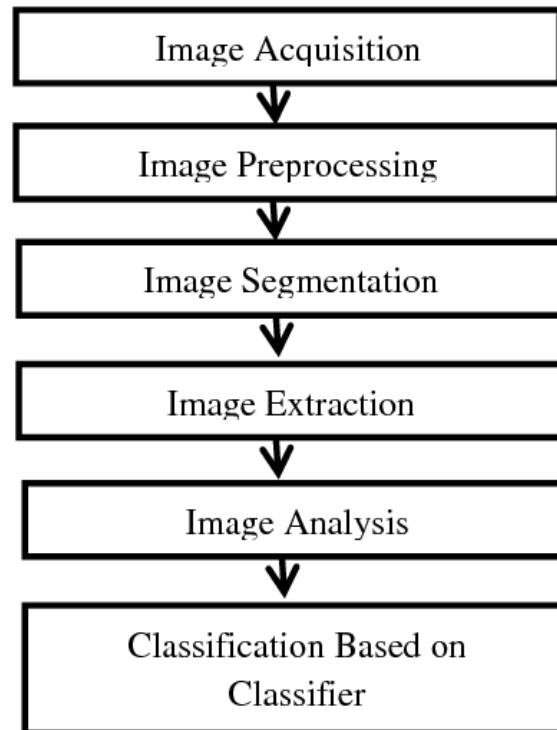 Image Acquisition
Image Preprocessing
Image Segmentation
Image Extraction
Image Analysis
Classification Based on
Classifier